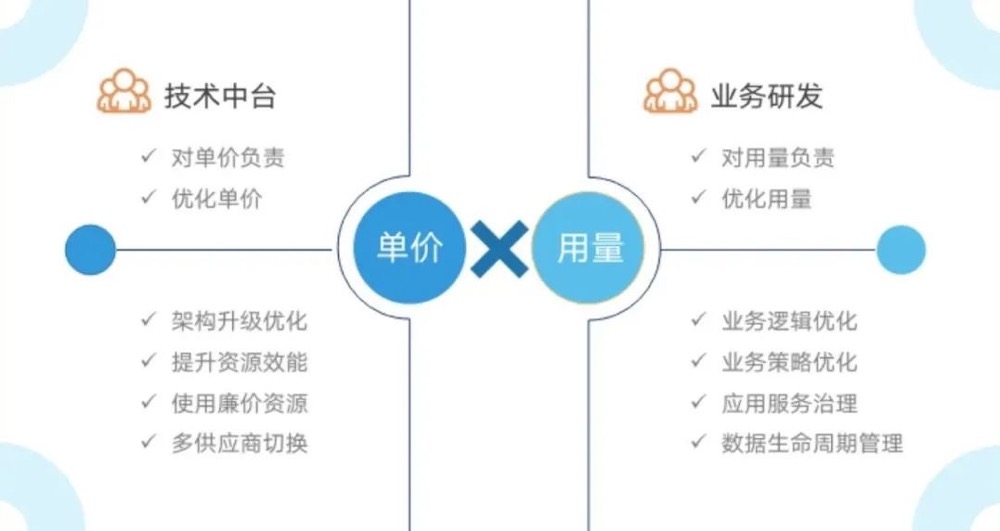 技术中台
对单价负责
优化单价
单价
架构升级优化
提升资源效能
使用廉价资源
多供应商切换
业务研发
对用量负责
优化用量
用量
业务逻辑优化
业务策略优化
应用服务治理
数据生命周期管理